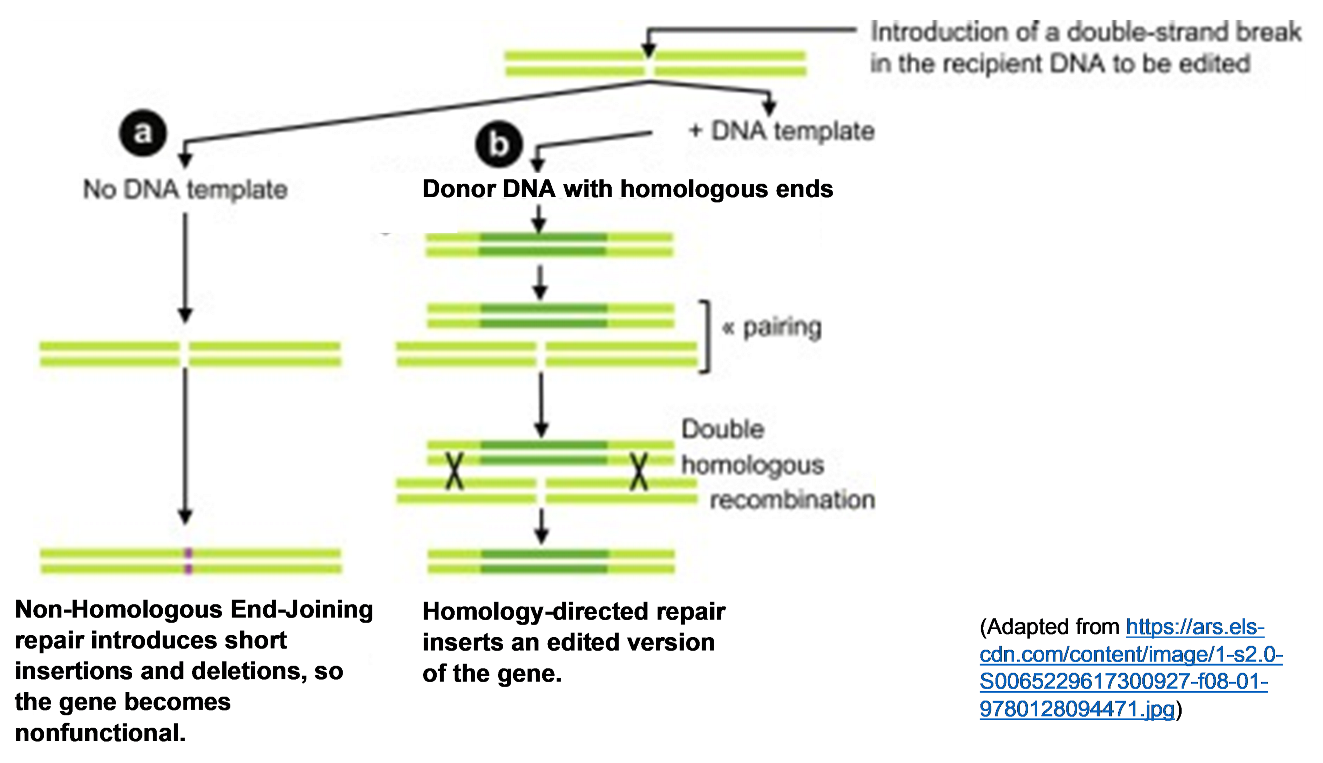 Introduction of a double-strand break
in the recipient DNA to be edited
a
b
+ DNA template
No DNA template
Donor DNA with homologous ends
« pairing
Double
homologous
recombination
Non-Homologous End-Joining
repair introduces short
insertions and deletions, so
the gene becomes
nonfunctional.
Homology-directed repair
inserts an edited version
of the gene.
(Adapted from https://ars.els-
cdn.com/content/image/1-s2.0-
S0065229617300927-f08-01-
9780128094471.jpg)